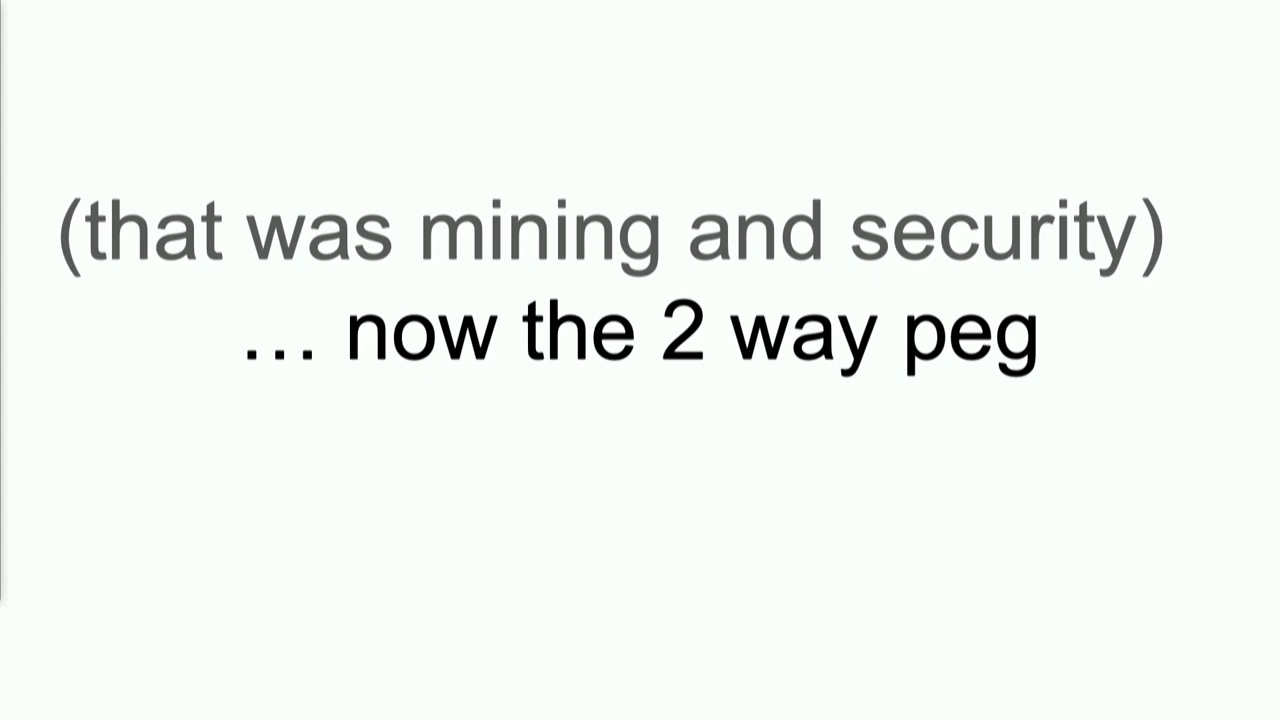 (that was mining and security)
… now the 2 way peg